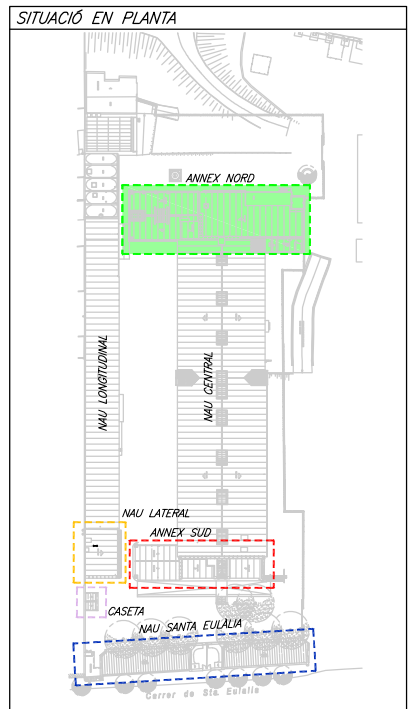 SITUACIÓ EN PLANTA
ANNEX NORD
NAU LONGITUDINAL
NAU CENTRAL
NAU LATERAL
ANNEX SUD
CASETA
NAU SANTA EULÀLIA
Carrer de Sta. Eulalia